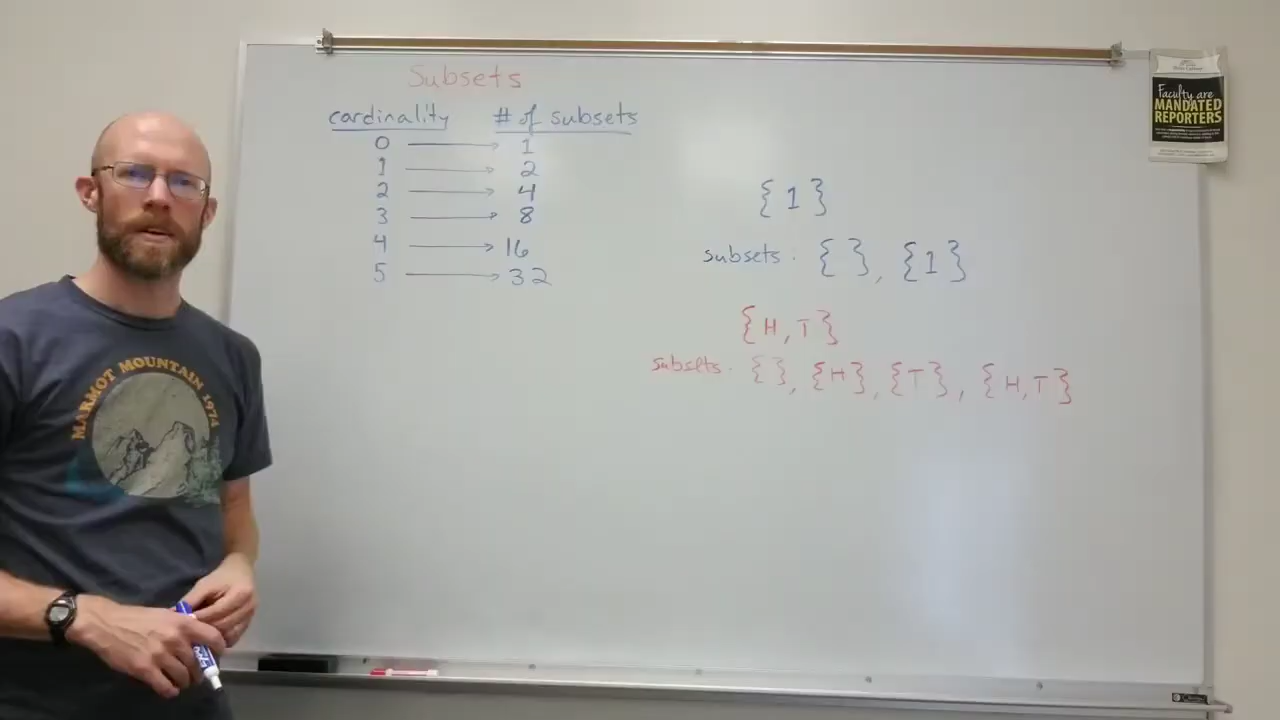 Subsets
cardinality # of subsets
0 → 1
1 → 2
2 → 4
3 → 8
4 → 16
5 → 32
{ 1 }
subsets: { }, {1}
{H, T}
subsets: { }, {H}, {T}, {H,T}
Faculty are
MANDATED
REPORTERS
MARMOT MOUNTAIN 1974